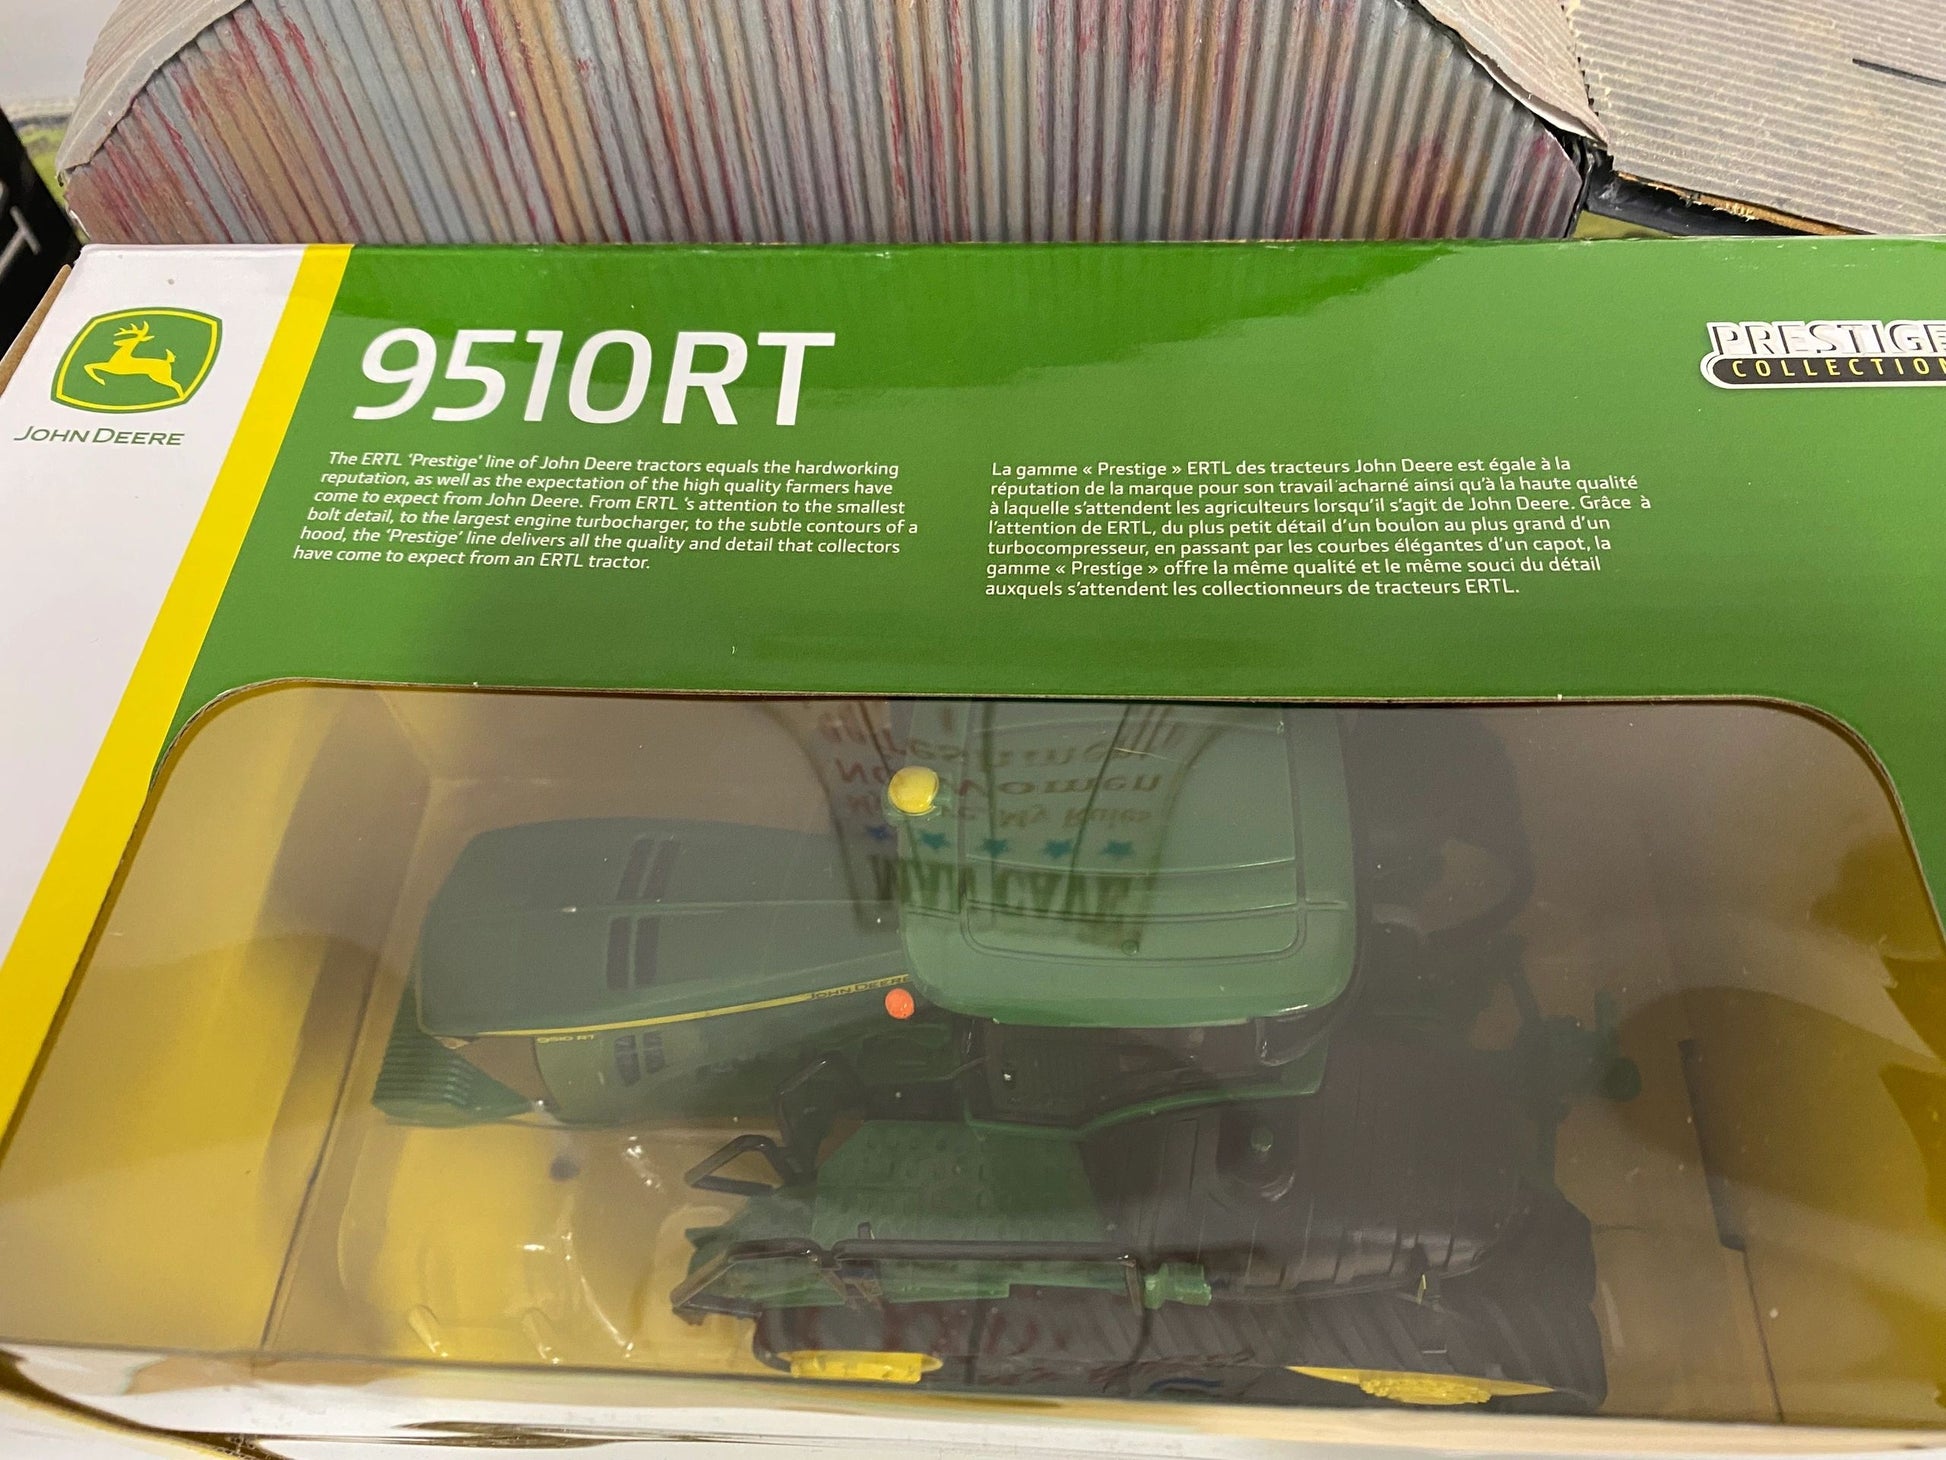 JOHN DEERE
9510RT
PRESTIGE
COLLECTION
The ERTL 'Prestige' line of John Deere tractors equals the hardworking
reputation, as well as the expectation of the high quality farmers have
come to expect from John Deere. From ERTL 's attention to the smallest
bolt detail, to the largest engine turbocharger, to the subtle contours of a
hood, the 'Prestige' line delivers all the quality and detail that collectors
have come to expect from an ERTL tractor.
La gamme « Prestige » ERTL des tracteurs John Deere est égale à la
réputation de la marque pour son travail acharné ainsi qu'à la haute qualité
à laquelle s'attendent les agriculteurs lorsqu'il s'agit de John Deere. Grâce à
l'attention de ERTL, du plus petit détail d'un boulon au plus grand d'un
turbocompresseur, en passant par les courbes élégantes d'un capot, la
gamme « Prestige » offre la même qualité et le même souci du détail
auxquels s'attendent les collectionneurs de tracteurs ERTL.
No Women
My Rules
MAN CAVE
JOHN DEERE
9510 RT